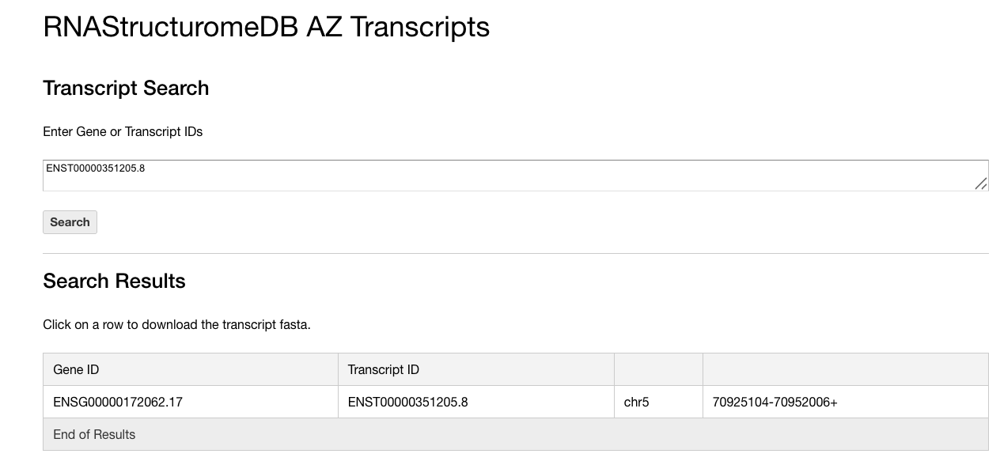 RNAStructuromeDB AZ Transcripts
Transcript Search
Enter Gene or Transcript IDs
ENST00000351205.8
Search
Search Results
Click on a row to download the transcript fasta.
Gene ID Transcript ID
ENSG00000172062.17 ENST00000351205.8 chr5 70925104-70952006+
End of Results